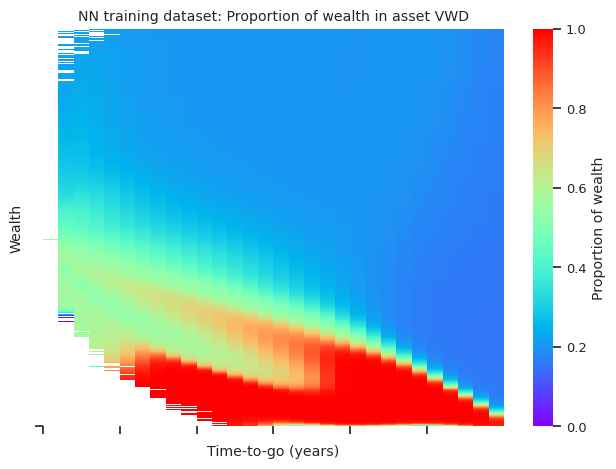 NN training dataset: Proportion of wealth in asset VWD
Wealth
Time-to-go (years)
1.0
0.8
0.6
0.4
0.2
0.0
Proportion of wealth